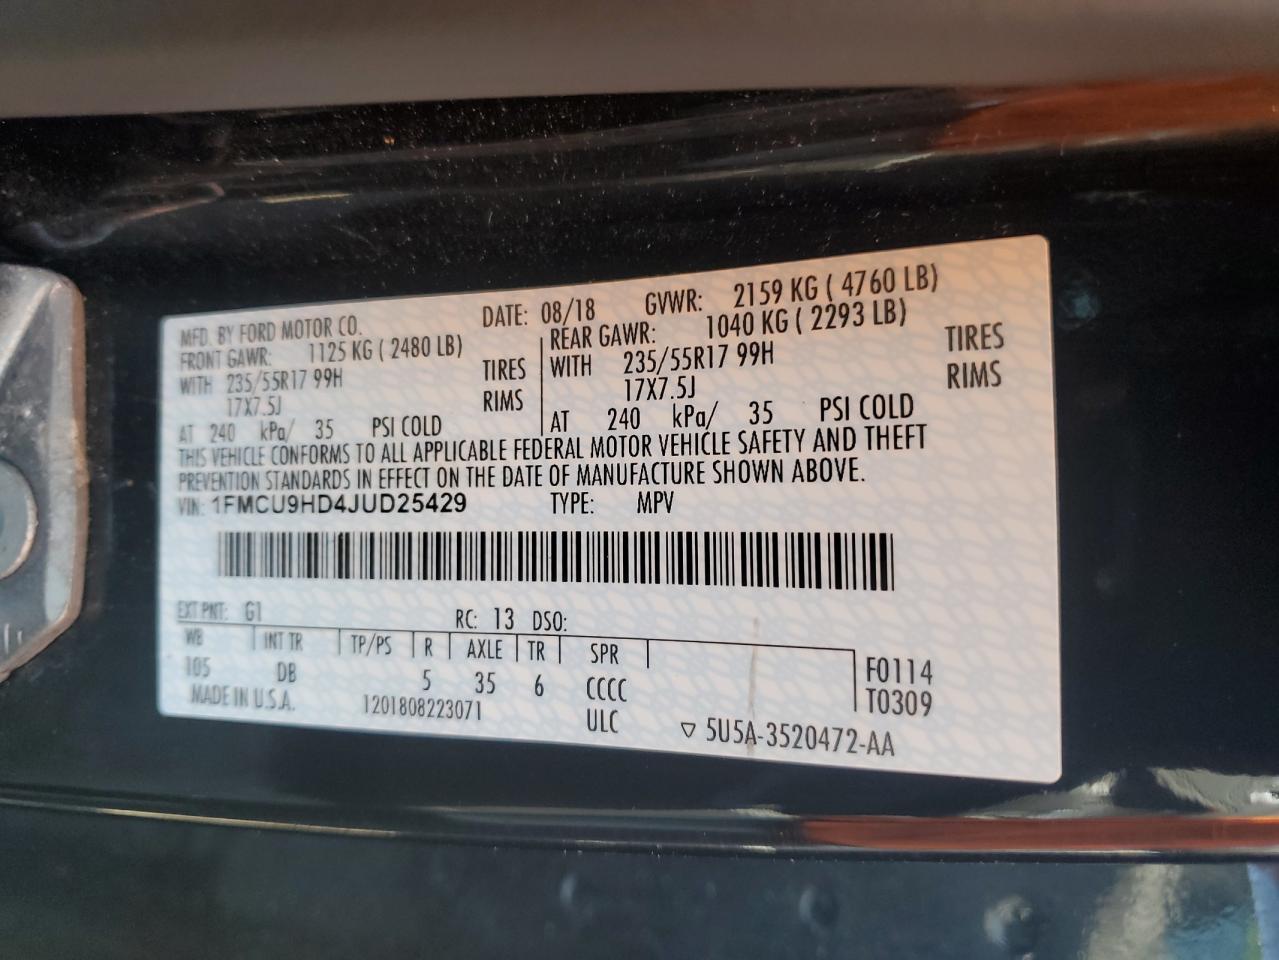 MFD. BY FORD MOTOR CO. DATE: 08/18 GVWR: 2159 KG ( 4760 LB)
FRONT GAWR: 1125 KG ( 2480 LB) REAR GAWR: 1040 KG ( 2293 LB)
WITH 235/55R17 99H TIRES WITH 235/55R17 99H TIRES
17X7.5J RIMS 17X7.5J RIMS
AT 240 kPa/ 35 PSI COLD AT 240 kPa/ 35 PSI COLD
THIS VEHICLE CONFORMS TO ALL APPLICABLE FEDERAL MOTOR VEHICLE SAFETY AND THEFT
PREVENTION STANDARDS IN EFFECT ON THE DATE OF MANUFACTURE SHOWN ABOVE.
VIN: 1FMCU9HD4JUD25429 TYPE: MPV
EXT PNT: G1 RC: 13 DSO:
WB INT TR TP/PS R AXLE TR SPR
105 DB 5 35 6 CCCC F0114
MADE IN U.S.A. 1201808223071 ULC T0309
▽ 5U5A-3520472-AA